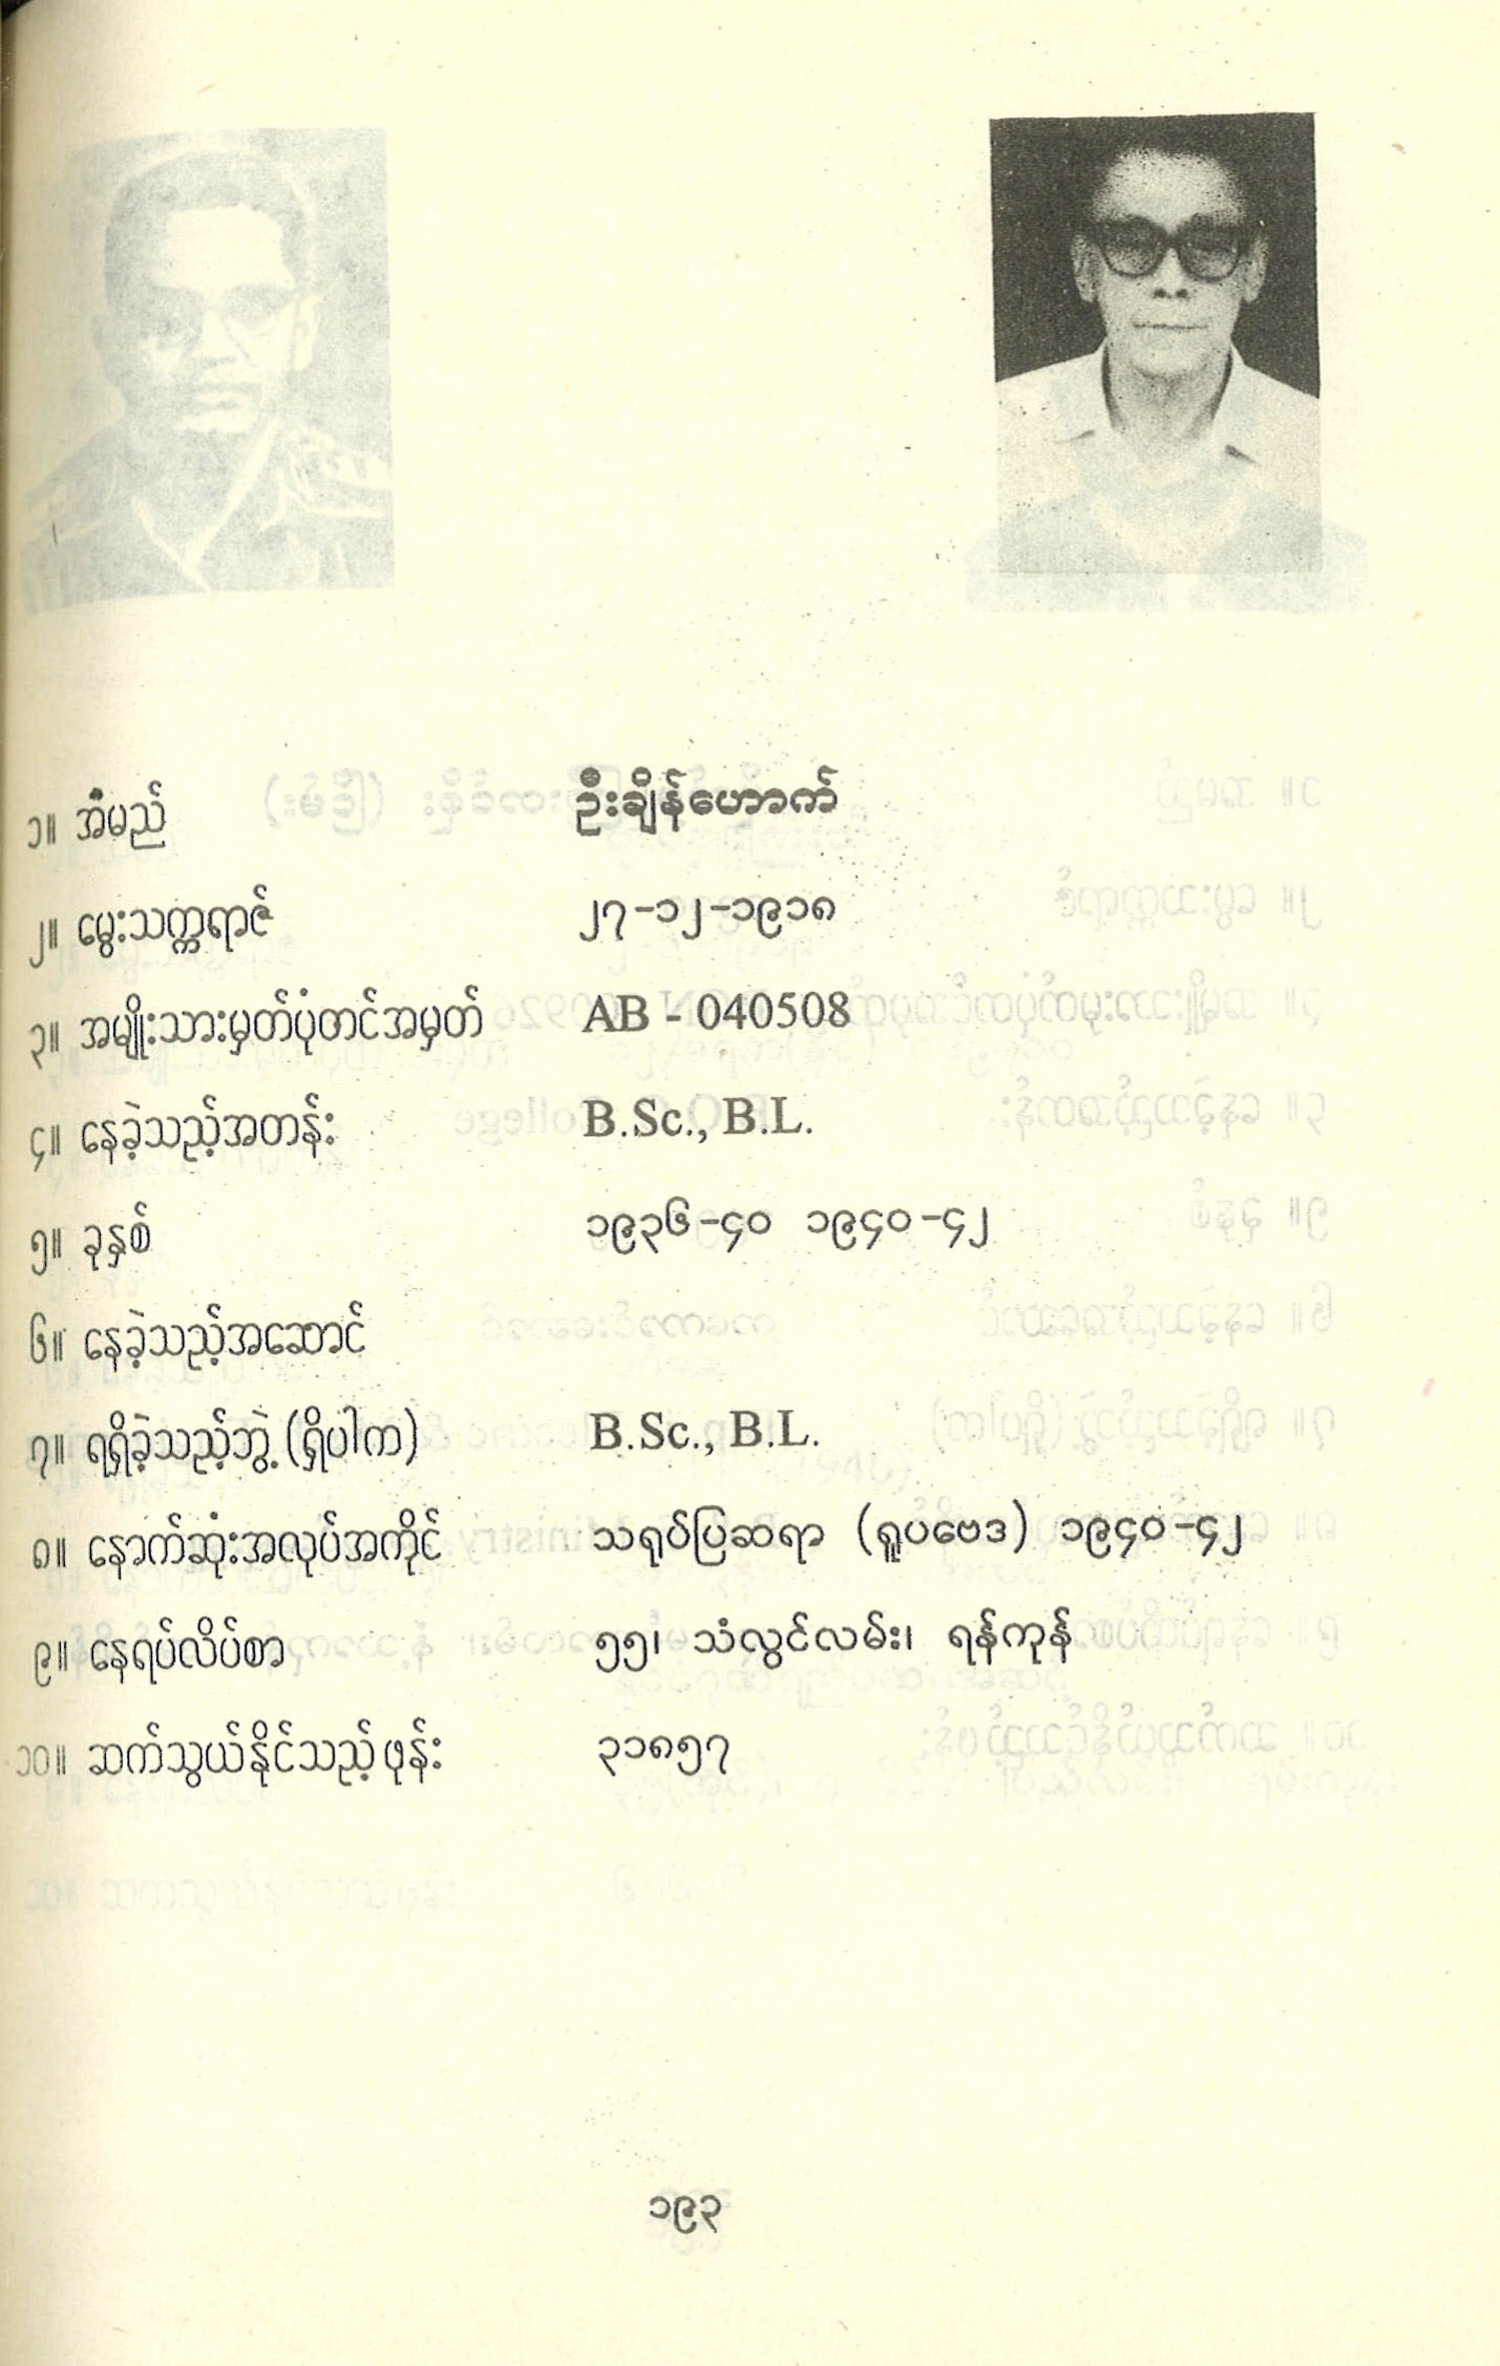 ၁။ အမည် ဦးချိန်ဟောက်
၂။ မွေးသက္ကရာဇ် ၂၇-၁၂-၁၉၁၈
၃။ အမျိုးသားမှတ်ပုံတင်အမှတ် AB - 040508
၄။ နေခဲ့သည့်အတန်း B.Sc., B.L.
၅။ ခုနှစ် ၁၉၃၆-၄၀ ၁၉၄၀-၄၂
၆။ နေခဲ့သည့်အဆောင်
၇။ ရရှိခဲ့သည့်ဘွဲ့ (ရှိပါက) B.Sc., B.L.
၈။ နောက်ဆုံးအလုပ်အကိုင် သရုပ်ပြဆရာ (ရူပဗေဒ) ၁၉၄၀-၄၂
၉။ နေရပ်လိပ်စာ ၅၅၊ သံလွင်လမ်း၊ ရန်ကုန်
၁၀။ ဆက်သွယ်နိုင်သည့်ဖုန်း ၃၁၈၅၇
၁၉၃